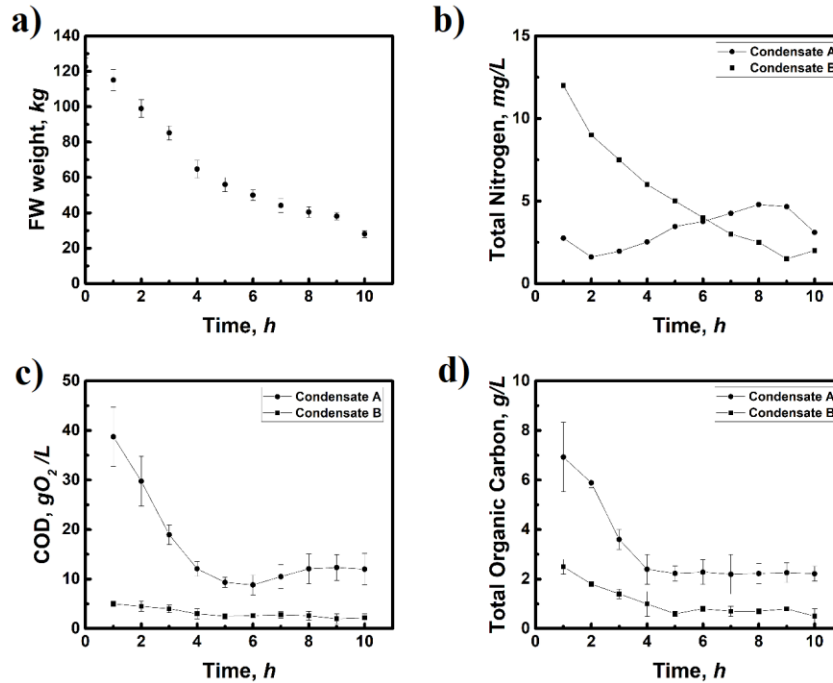 a)
140
120
100
80
60
40
20
0
FW weight, kg
0 2 4 6 8 10
Time, h
b)
15
10
5
0
Total Nitrogen, mg/L
Condensate A
Condensate B
0 2 4 6 8 10
Time, h
c)
50
40
30
20
10
0
COD, gO₂/L
Condensate A
Condensate B
0 2 4 6 8 10
Time, h
d)
10
8
6
4
2
0
Total Organic Carbon, g/L
Condensate A
Condensate B
0 2 4 6 8 10
Time, h